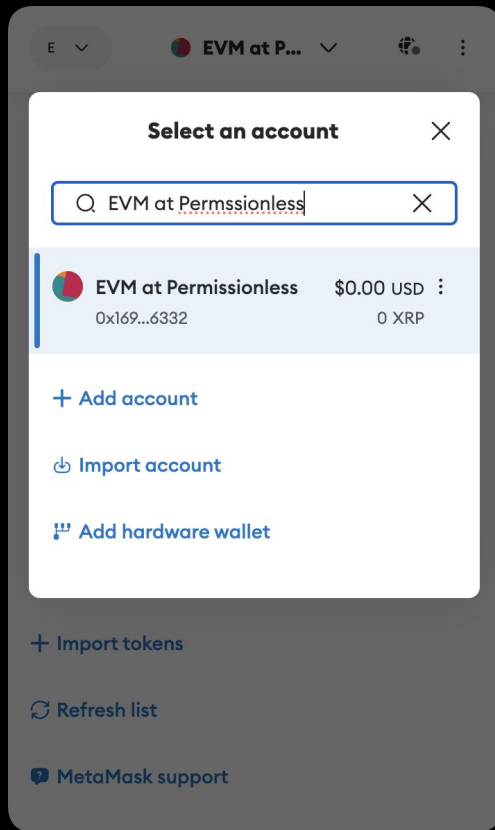 E
EVM at P...
Select an account
EVM at Permssionless
EVM at Permissionless
$0.00 USD
0x169...6332
0 XRP
Add account
Import account
Add hardware wallet
Import tokens
Refresh list
MetaMask support